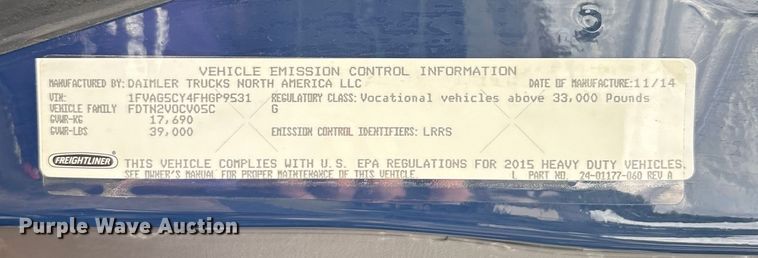 VEHICLE EMISSION CONTROL INFORMATION
MANUFACTURED BY: DAIMLER TRUCKS NORTH AMERICA LLC DATE OF MANUFACTURE: 11/14
VIN: 1FVAG5CY4FHGP9531 REGULATORY CLASS: Vocational vehicles above 33,000 Pounds
VEHICLE FAMILY FDTN2VOCV05C G
GVWR-KG 17,690
GVWR-LBS 39,000 EMISSION CONTROL IDENTIFIERS: LRRS
FREIGHTLINER
THIS VEHICLE COMPLIES WITH U.S. EPA REGULATIONS FOR 2015 HEAVY DUTY VEHICLES.
SEE OWNER'S MANUAL FOR PROPER MAINTENANCE OF THIS VEHICLE. L PART NO. 24-01177-060 REV A
Purple Wave Auction